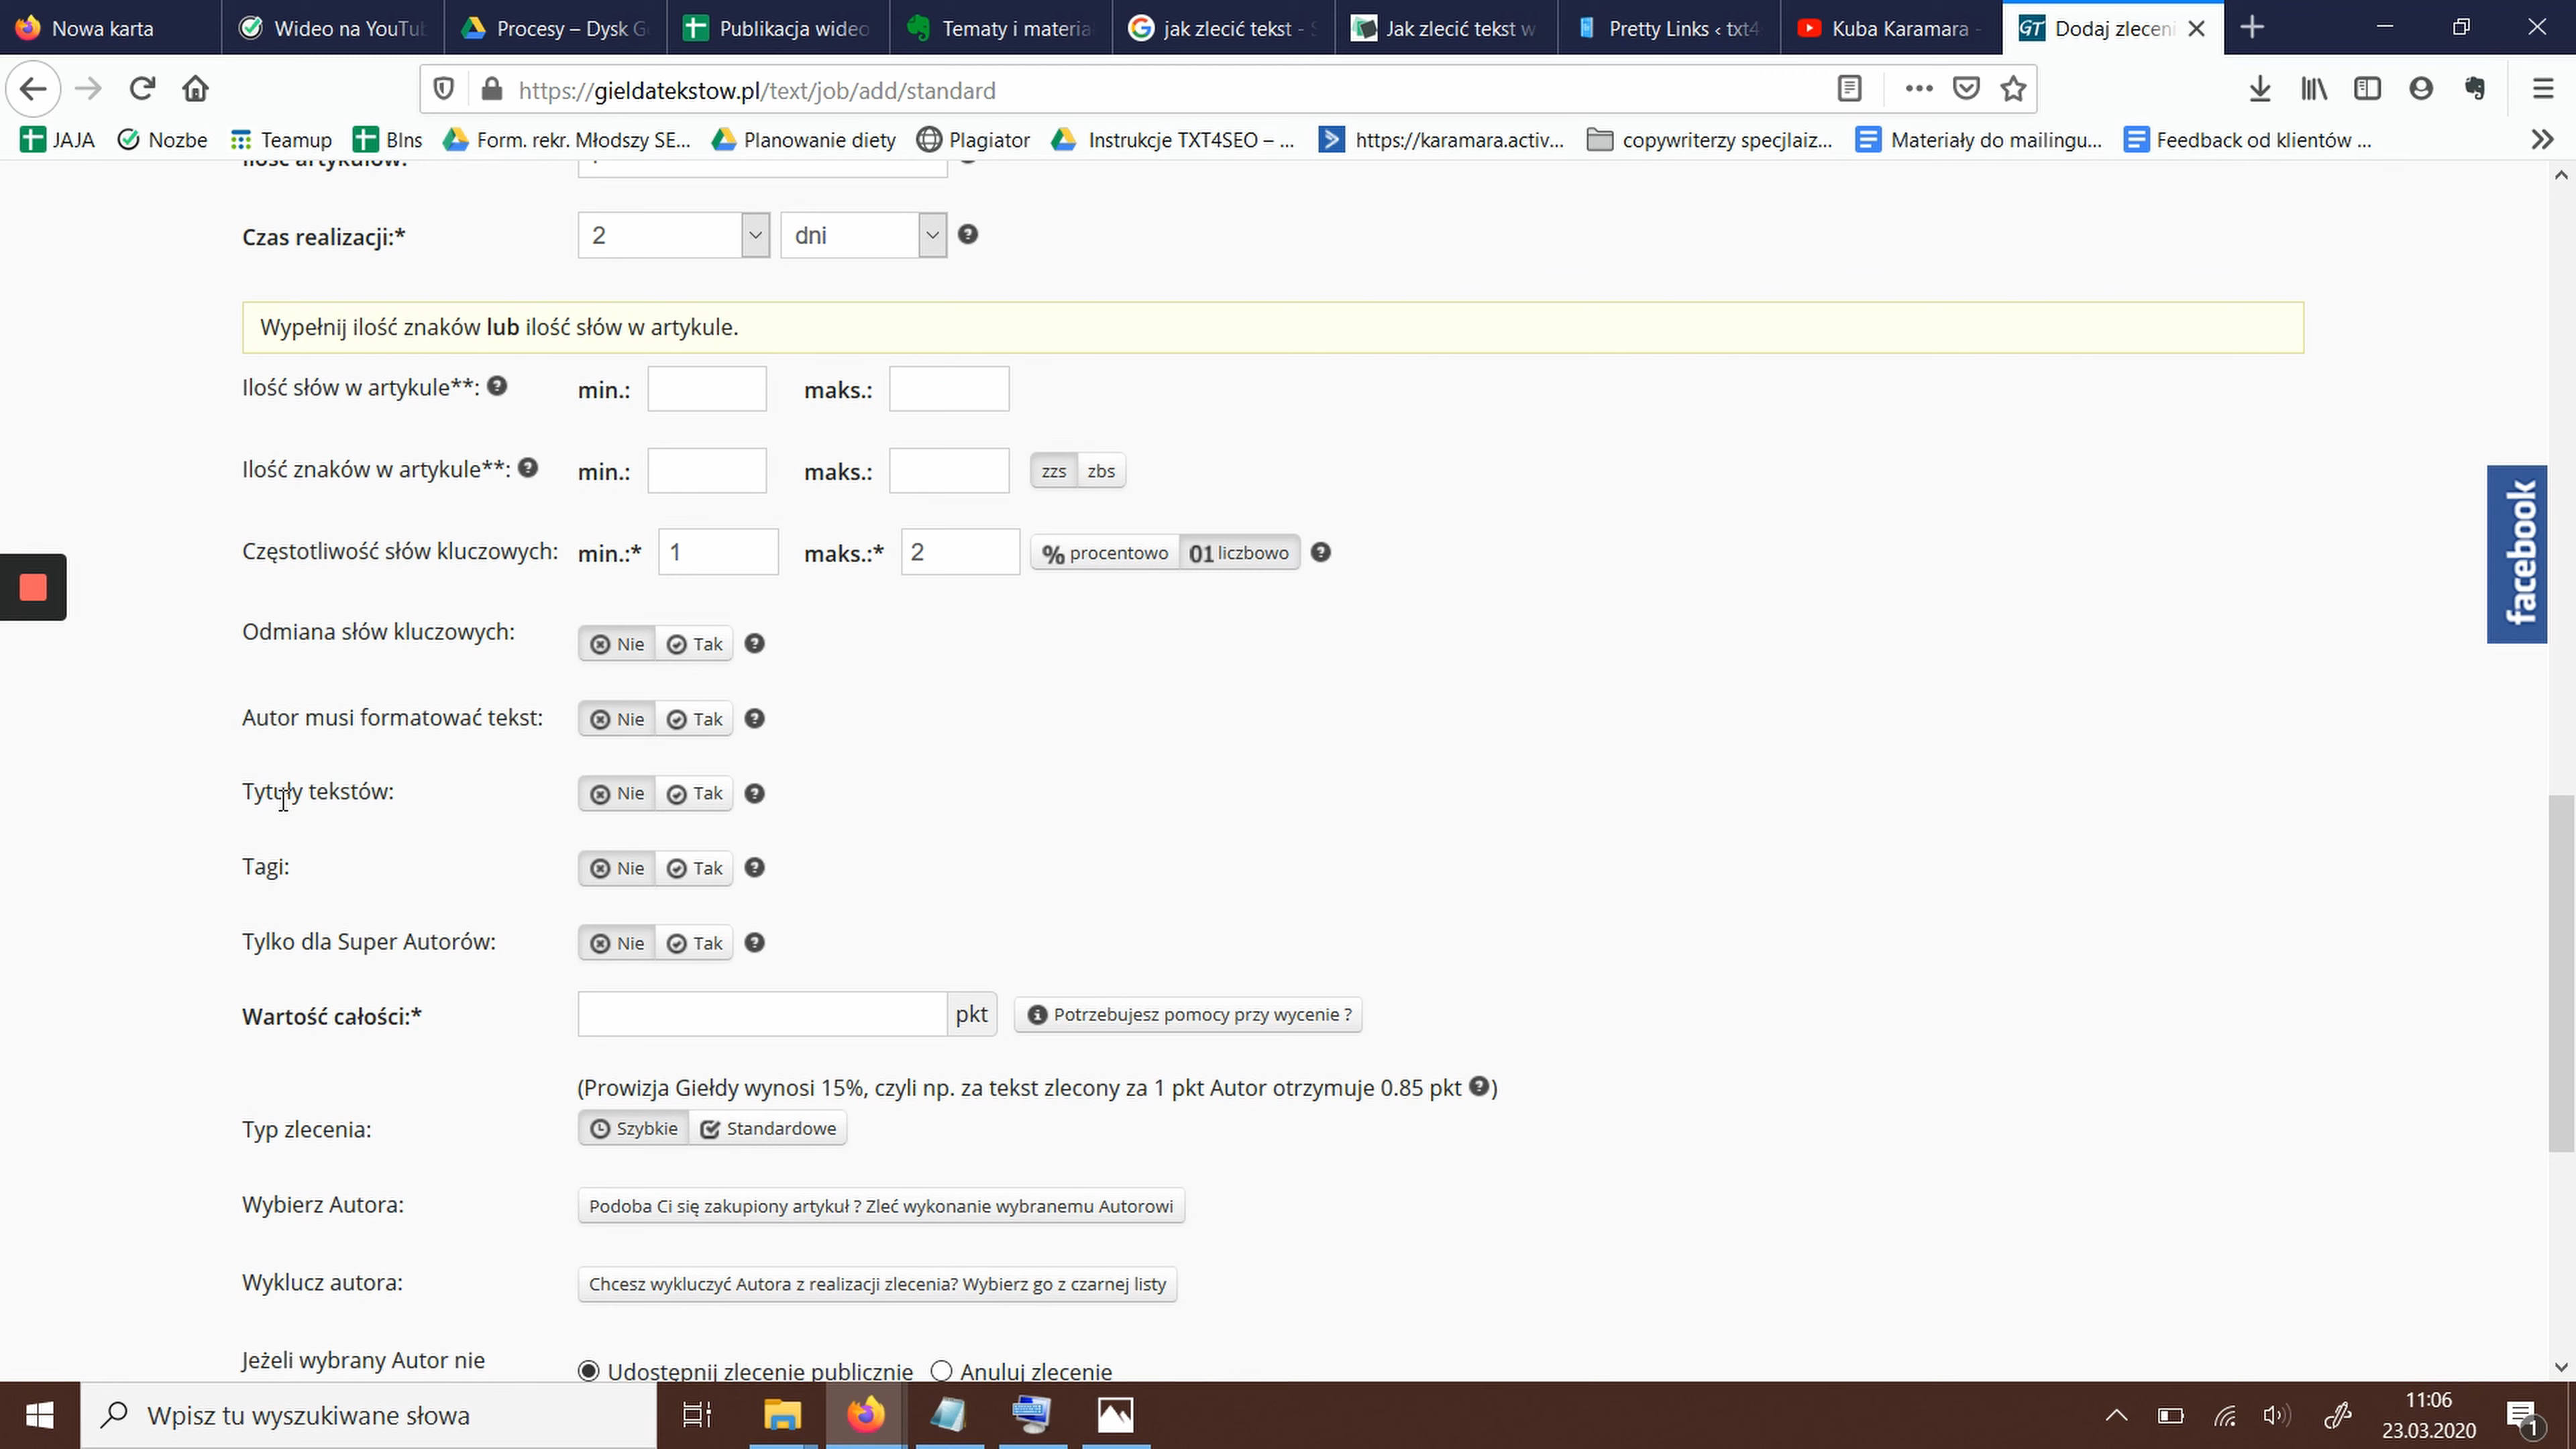 Nowa karta
Wideo na YouTu
Procesy – Dysk G
Publikacja wideo
Tematy i materia
jak zlecić tekst - S
Jak zlecić tekst w
Pretty Links ‹ txt4
Kuba Karamara -
GT Dodaj zleceni
https://gieldatekstow.pl/text/job/add/standard
JAJA
Nozbe
Teamup
BIns
Form. rekr. Młodszy SE...
Planowanie diety
Plagiator
Instrukcje TXT4SEO – ...
https://karamara.activ...
copywriterzy specjlaiz...
Materiały do mailingu...
Feedback od klientów ...
Ilość artykułów:
Czas realizacji:* 2 dni
Wypełnij ilość znaków lub ilość słów w artykule.
Ilość słów w artykule**: min.: maks.:
Ilość znaków w artykule**: min.: maks.: zzs zbs
Częstotliwość słów kluczowych: min.:* 1 maks.:* 2 % procentowo 01 liczbowo
Odmiana słów kluczowych: Nie Tak
Autor musi formatować tekst: Nie Tak
Tytuły tekstów: Nie Tak
Tagi: Nie Tak
Tylko dla Super Autorów: Nie Tak
Wartość całości:* pkt Potrzebujesz pomocy przy wycenie ?
(Prowizja Giełdy wynosi 15%, czyli np. za tekst zlecony za 1 pkt Autor otrzymuje 0.85 pkt )
Typ zlecenia: Szybkie Standardowe
Wybierz Autora: Podoba Ci się zakupiony artykuł ? Zleć wykonanie wybranemu Autorowi
Wyklucz autora: Chcesz wykluczyć Autora z realizacji zlecenia? Wybierz go z czarnej listy
Jeżeli wybrany Autor nie
Udostępnij zlecenie publicznie Anuluj zlecenie
facebook
Wpisz tu wyszukiwane słowa
11:06
23.03.2020
1